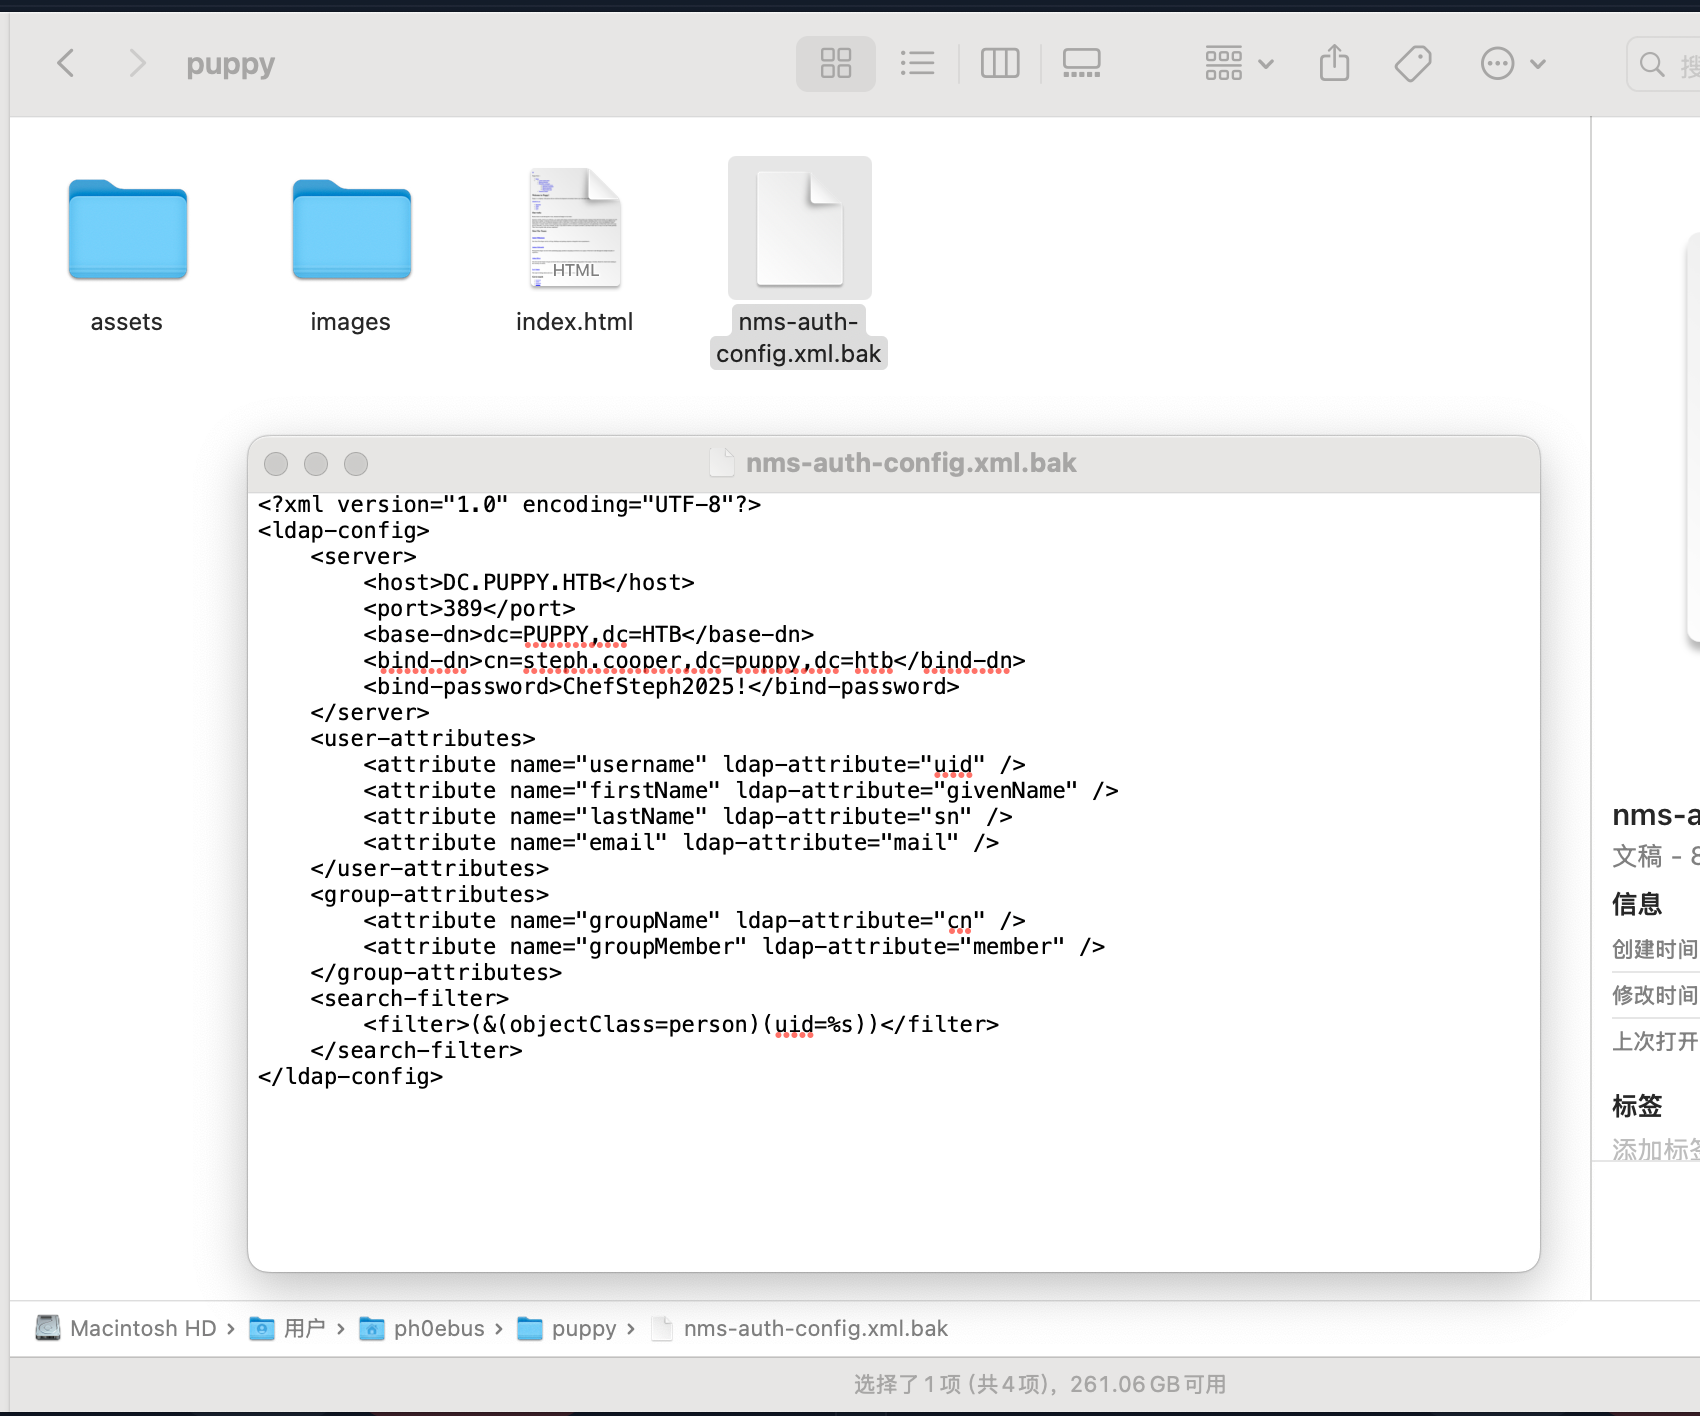 puppy
搜
assets
images
HTML
index.html
nms-auth-
config.xml.bak
nms-auth-config.xml.bak
<?xml version="1.0" encoding="UTF-8"?>
<ldap-config>
    <server>
        <host>DC.PUPPY.HTB</host>
        <port>389</port>
        <base-dn>dc=PUPPY,dc=HTB</base-dn>
        <bind-dn>cn=steph.cooper,dc=puppy,dc=htb</bind-dn>
        <bind-password>ChefSteph2025!</bind-password>
    </server>
    <user-attributes>
        <attribute name="username" ldap-attribute="uid" />
        <attribute name="firstName" ldap-attribute="givenName" />
        <attribute name="lastName" ldap-attribute="sn" />
        <attribute name="email" ldap-attribute="mail" />
    </user-attributes>
    <group-attributes>
        <attribute name="groupName" ldap-attribute="cn" />
        <attribute name="groupMember" ldap-attribute="member" />
    </group-attributes>
    <search-filter>
        <filter>(&(objectClass=person)(uid=%s))</filter>
    </search-filter>
</ldap-config>
nms-a
文稿 - 8
信息
创建时间
修改时间
上次打开
标签
添加标签
Macintosh HD › 用户 › ph0ebus › puppy › nms-auth-config.xml.bak
选择了1项 (共4项)，261.06 GB可用